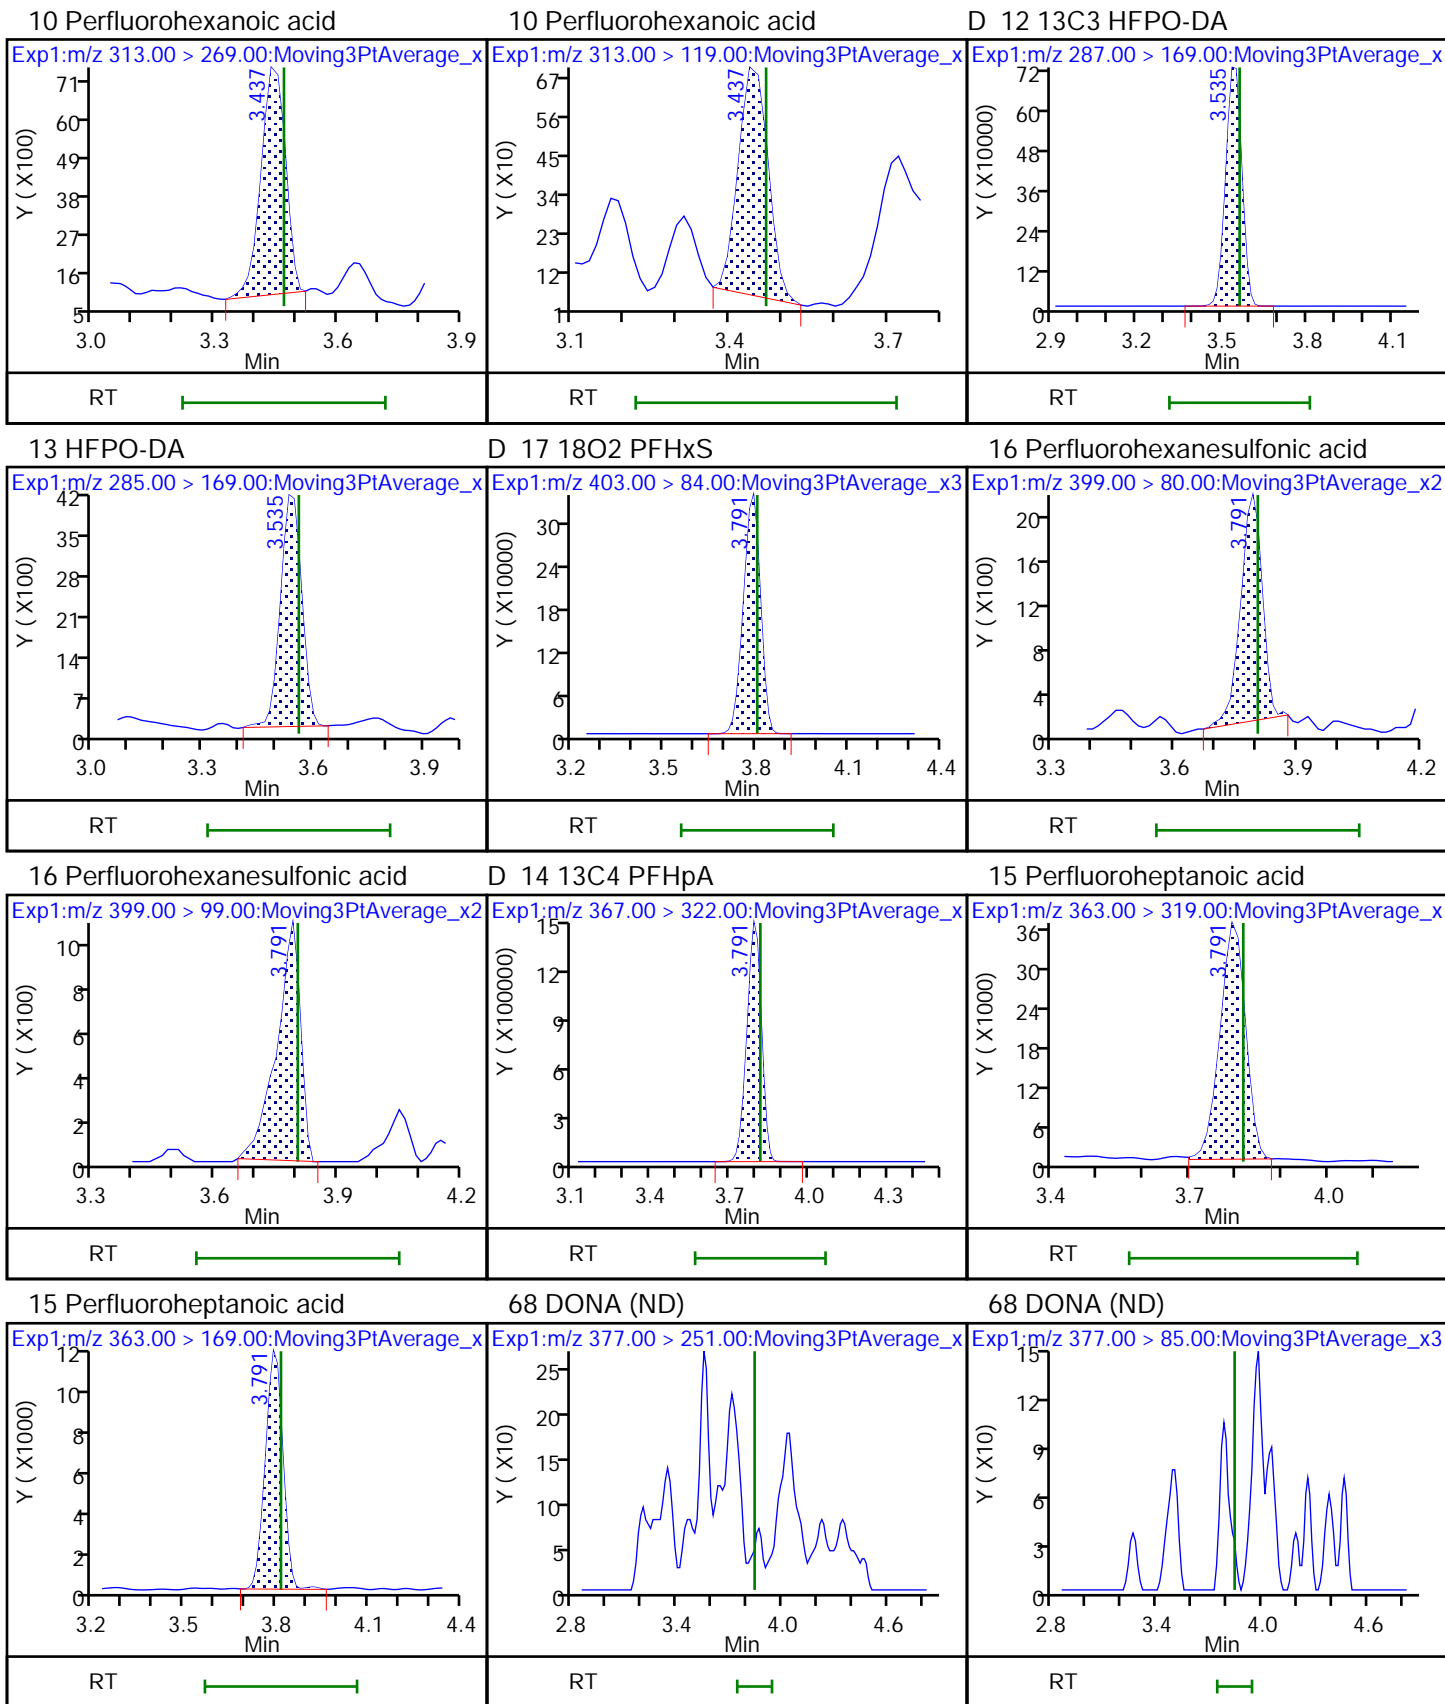 10 Perfluorohexanoic acid
Exp1:m/z 313.00 > 269.00:Moving3PtAverage_x
Y ( X100)
71
60
49
38
27
16
5
3.437
3.0 3.3 3.6 3.9
Min
RT
10 Perfluorohexanoic acid
Exp1:m/z 313.00 > 119.00:Moving3PtAverage_x
Y ( X10)
67
56
45
34
23
12
1
3.437
3.1 3.4 3.7
Min
RT
D 12 13C3 HFPO-DA
Exp1:m/z 287.00 > 169.00:Moving3PtAverage_x
Y ( X10000)
72
60
48
36
24
12
0
3.535
2.9 3.2 3.5 3.8 4.1
Min
RT
13 HFPO-DA
Exp1:m/z 285.00 > 169.00:Moving3PtAverage_x
Y ( X100)
42
35
28
21
14
7
0
3.535
3.0 3.3 3.6 3.9
Min
RT
D 17 18O2 PFHxS
Exp1:m/z 403.00 > 84.00:Moving3PtAverage_x3
Y ( X10000)
30
24
18
12
6
0
3.791
3.2 3.5 3.8 4.1 4.4
Min
RT
16 Perfluorohexanesulfonic acid
Exp1:m/z 399.00 > 80.00:Moving3PtAverage_x2
Y ( X100)
20
16
12
8
4
0
3.791
3.3 3.6 3.9 4.2
Min
RT
16 Perfluorohexanesulfonic acid
Exp1:m/z 399.00 > 99.00:Moving3PtAverage_x2
Y ( X100)
10
8
6
4
2
0
3.791
3.3 3.6 3.9 4.2
Min
RT
D 14 13C4 PFHpA
Exp1:m/z 367.00 > 322.00:Moving3PtAverage_x
Y ( X100000)
15
12
9
6
3
0
3.791
3.1 3.4 3.7 4.0 4.3
Min
RT
15 Perfluoroheptanoic acid
Exp1:m/z 363.00 > 319.00:Moving3PtAverage_x
Y ( X1000)
36
30
24
18
12
6
0
3.791
3.4 3.7 4.0
Min
RT
15 Perfluoroheptanoic acid
Exp1:m/z 363.00 > 169.00:Moving3PtAverage_x
Y ( X1000)
12
10
8
6
4
2
0
3.791
3.2 3.5 3.8 4.1 4.4
Min
RT
68 DONA (ND)
Exp1:m/z 377.00 > 251.00:Moving3PtAverage_x
Y ( X10)
25
20
15
10
5
0
2.8 3.4 4.0 4.6
Min
RT
68 DONA (ND)
Exp1:m/z 377.00 > 85.00:Moving3PtAverage_x3
Y ( X10)
15
12
9
6
3
0
2.8 3.4 4.0 4.6
Min
RT